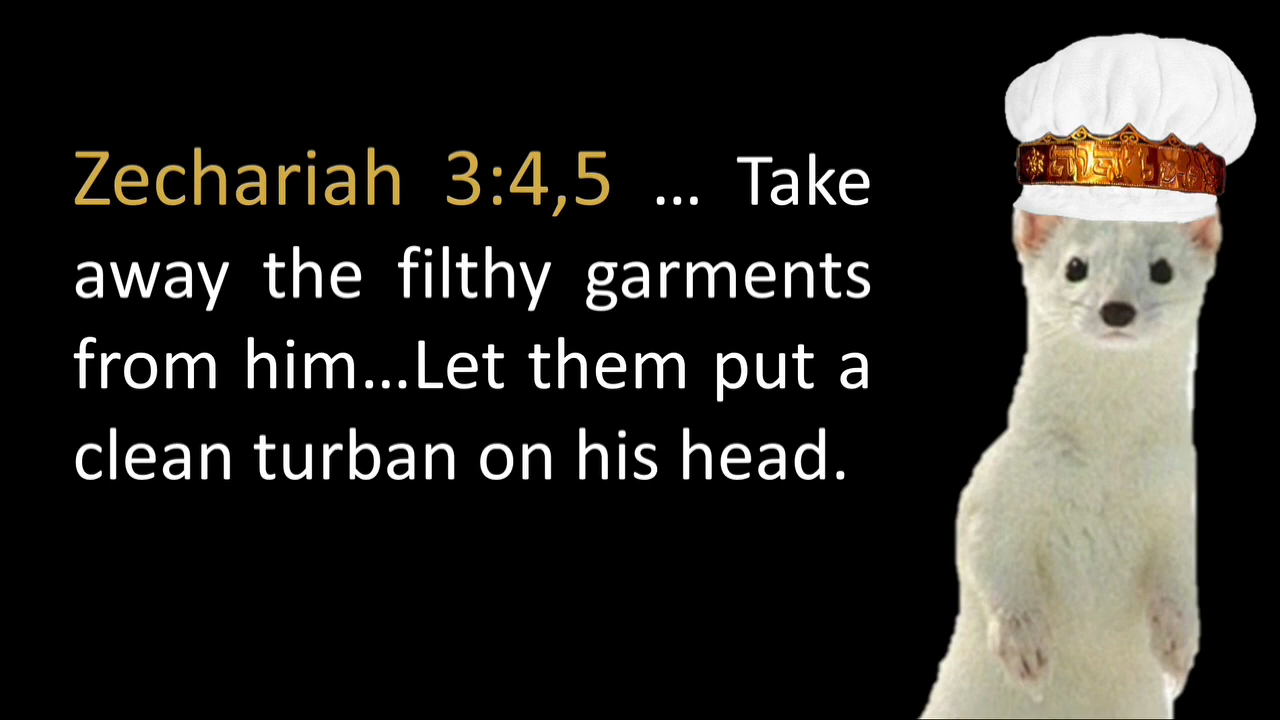 Zechariah 3:4,5 … Take
away the filthy garments
from him…Let them put a
clean turban on his head.